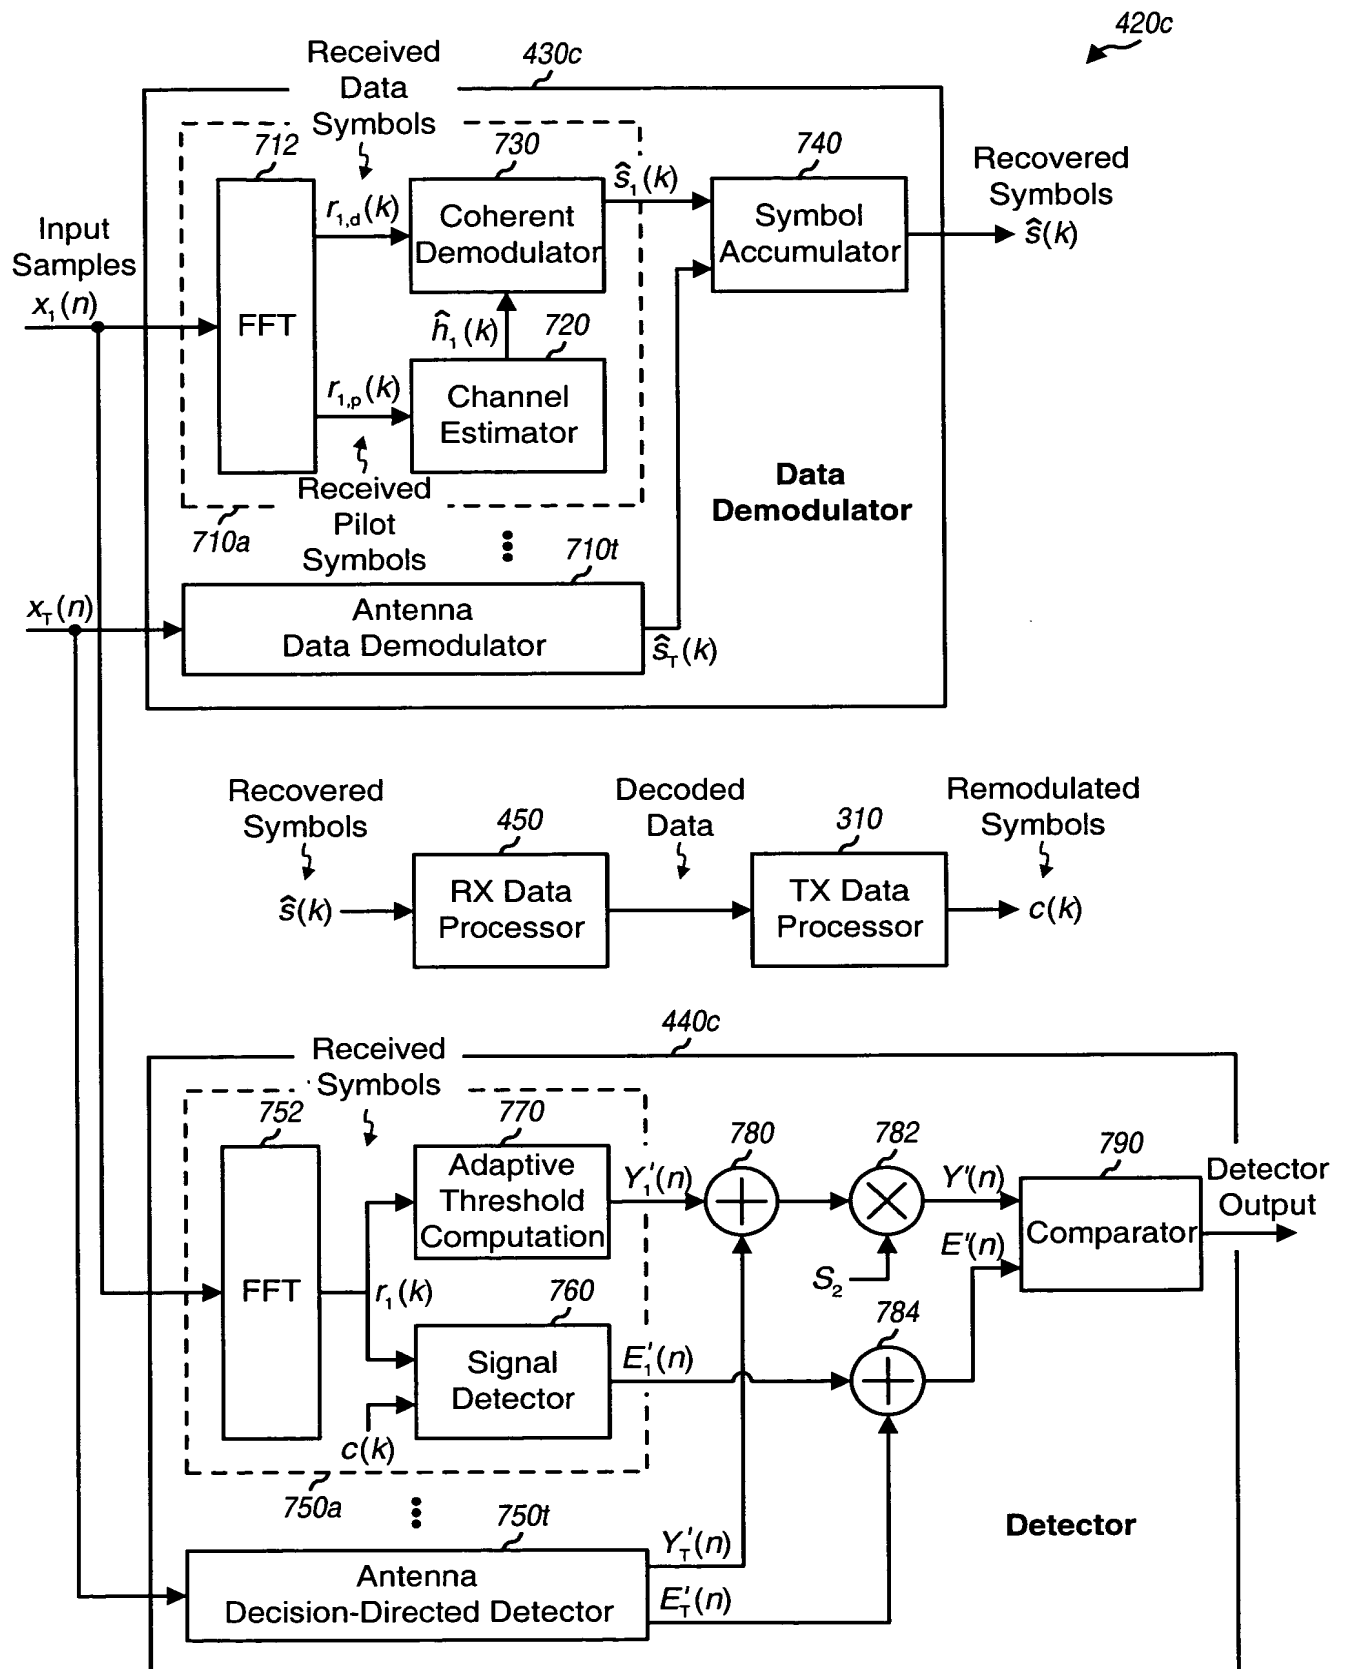 420c
Received
Data
Symbols
430c
712
730
740
Recovered
Symbols
ŝ(k)
Input
Samples
x₁(n)
FFT
r₁,d(k)
Coherent
Demodulator
ŝ₁(k)
Symbol
Accumulator
ĥ₁(k)
720
r₁,p(k)
Channel
Estimator
Received
Pilot
Symbols
710a
Data
Demodulator
710t
x_T(n)
Antenna
Data Demodulator
ŝ_T(k)
Recovered
Symbols
ŝ(k)
450
RX Data
Processor
Decoded
Data
310
TX Data
Processor
Remodulated
Symbols
c(k)
440c
Received
Symbols
752
FFT
770
Adaptive
Threshold
Computation
Y₁'(n)
780
782
Y'(n)
790
Comparator
Detector
Output
r₁(k)
S₂
E'(n)
760
Signal
Detector
E₁'(n)
784
c(k)
750a
750t
Antenna
Decision-Directed Detector
Y_T'(n)
E_T'(n)
Detector